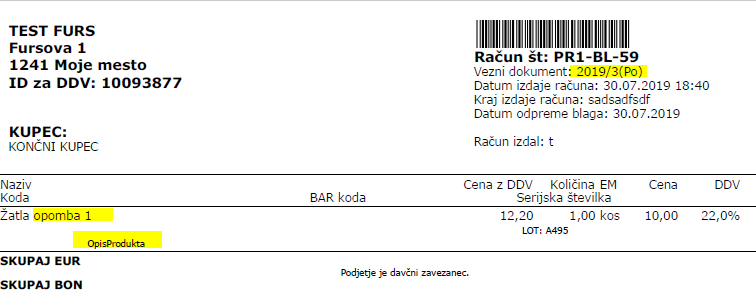 TEST FURS
Fursova 1
1241 Moje mesto
ID za DDV: 10093877
Račun št: PR1-BL-59
Vezni dokument: 2019/3(Po)
Datum izdaje računa: 30.07.2019 18:40
Kraj izdaje računa: sadsadfsdf
Datum odpreme blaga: 30.07.2019
KUPEC:
KONČNI KUPEC
Račun izdal: t
Naziv Cena z DDV Količina EM Cena DDV
Koda BAR koda Serijska številka
Žatla opomba 1 12,20 1,00 kos 10,00 22,0%
LOT: A495
OpisProdukta
SKUPAJ EUR
Podjetje je davčni zavezanec.
SKUPAJ BON